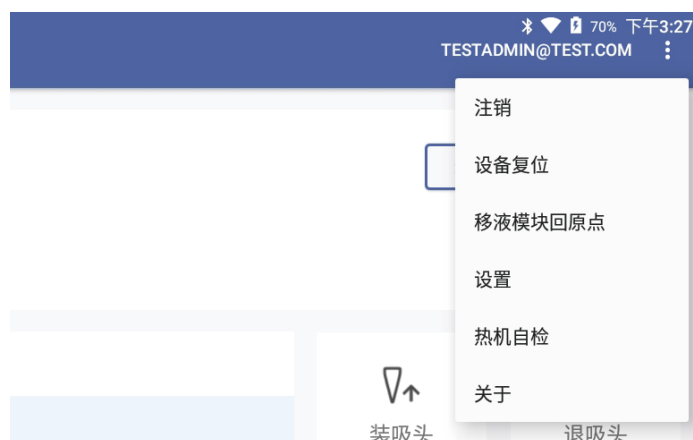 70% 下午3:27
TESTADMIN@TEST.COM
注销
设备复位
移液模块回原点
设置
热机自检
关于
装吸头
退吸头